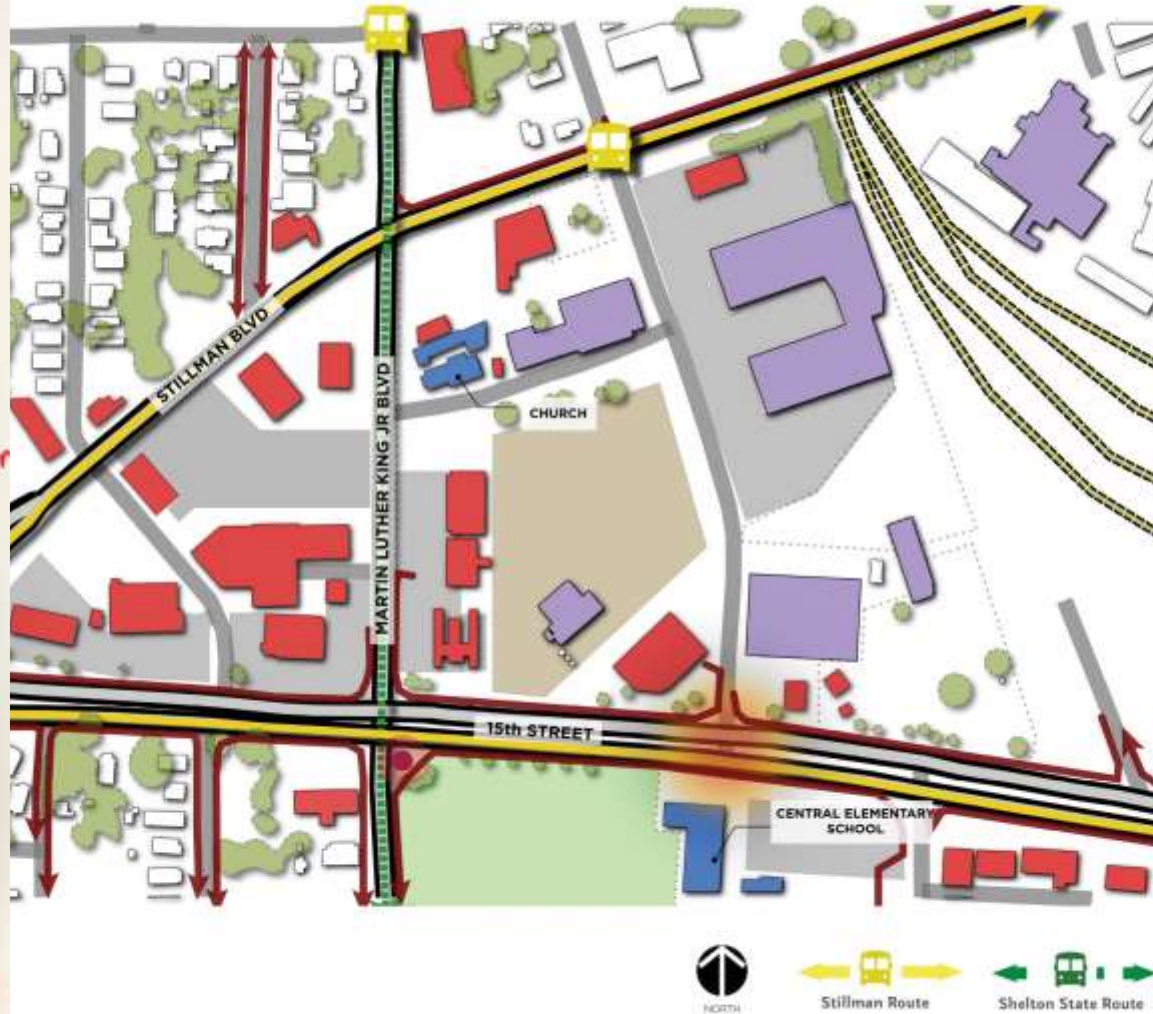 STILLMAN BLVD
MARTIN LUTHER KING JR BLVD
CHURCH
15th STREET
CENTRAL ELEMENTARY
SCHOOL
NORTH
Stillman Route
Shelton State Route